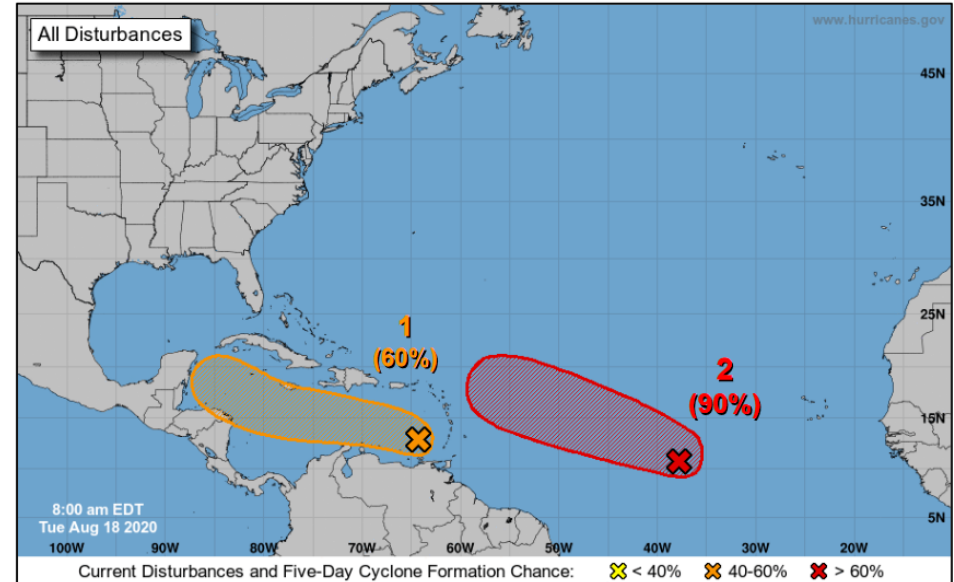 All Disturbances
www.hurricanes.gov
45N
35N
25N
1
(60%)
2
(90%)
15N
5N
8:00 am EDT
Tue Aug 18 2020
100W 90W 80W 70W 60W 50W 40W 30W 20W
Current Disturbances and Five-Day Cyclone Formation Chance: < 40% 40-60% > 60%